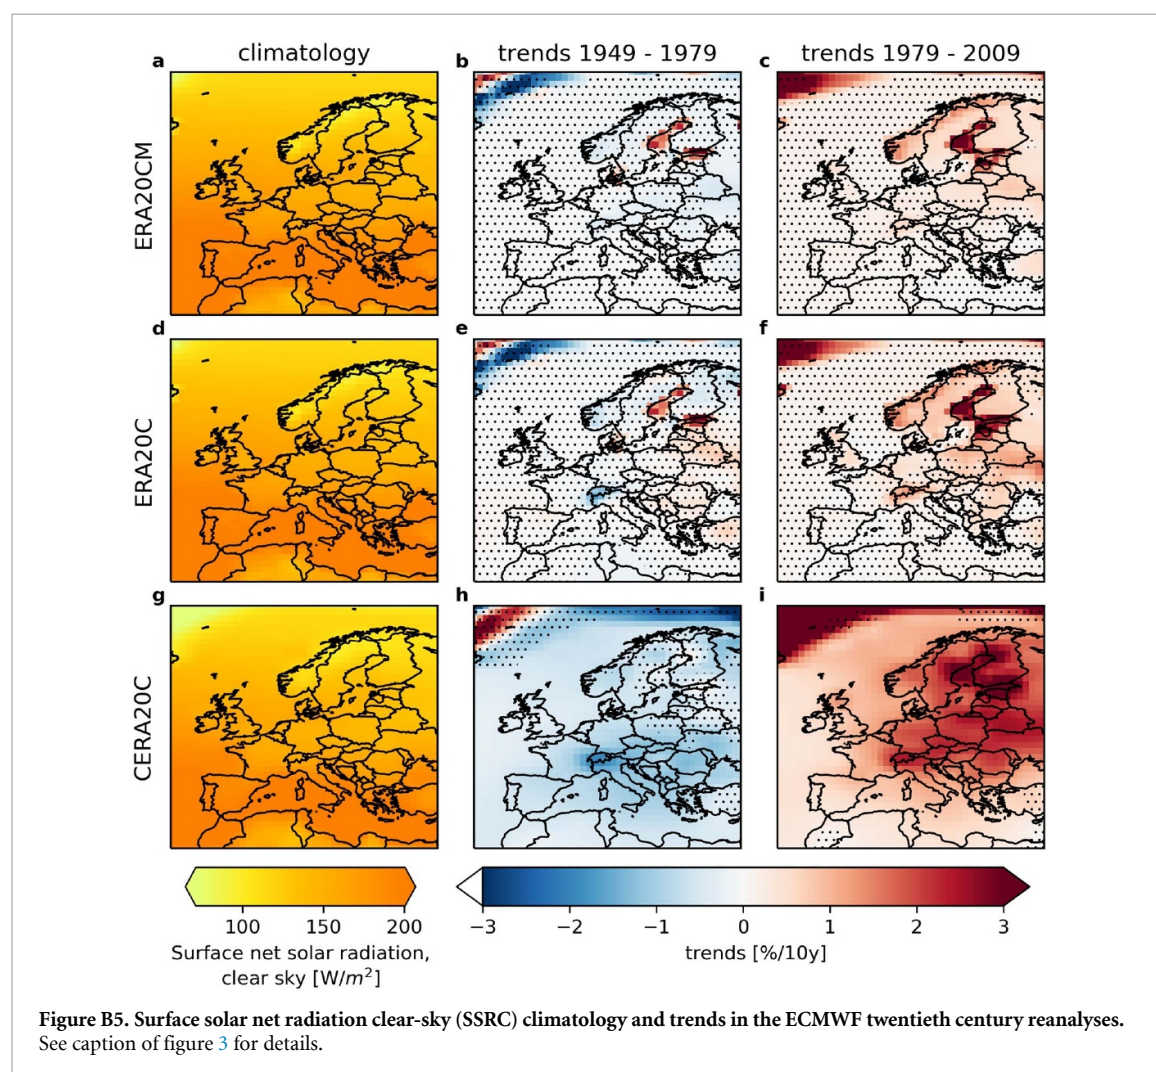 climatology
trends 1949 - 1979
trends 1979 - 2009
a
b
c
ERA20CM
d
e
f
ERA20C
g
h
i
CERA20C
100 150 200
Surface net solar radiation,
clear sky [W/m²]
−3 −2 −1 0 1 2 3
trends [%/10y]
Figure B5. Surface solar net radiation clear-sky (SSRC) climatology and trends in the ECMWF twentieth century reanalyses.
See caption of figure 3 for details.